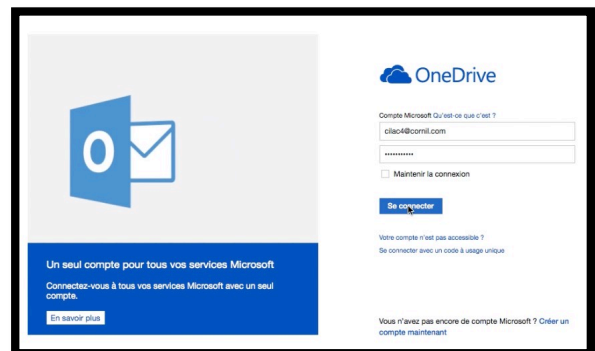 OneDrive
Compte Microsoft Qu'est-ce que c'est ?
cilac4@cornil.com
•••••••••••
Maintenir la connexion
Se connecter
Votre compte n'est pas accessible ?
Se connecter avec un code à usage unique
Vous n'avez pas encore de compte Microsoft ? Créer un
compte maintenant
O
Un seul compte pour tous vos services Microsoft
Connectez-vous à tous vos services Microsoft avec un seul
compte.
En savoir plus